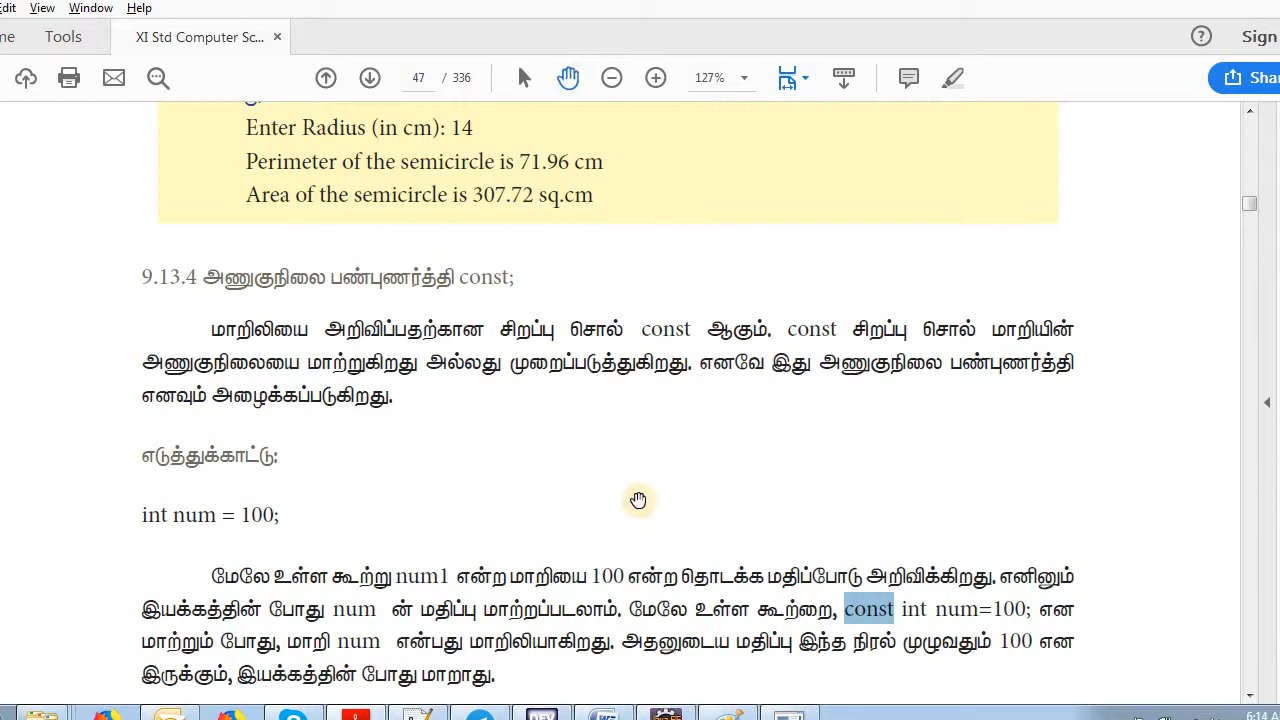 Edit View Window Help
me Tools XI Std Computer Sc... × ? Sign
47 / 336 127% Shar
Enter Radius (in cm): 14
Perimeter of the semicircle is 71.96 cm
Area of the semicircle is 307.72 sq.cm
9.13.4 அணுகுநிலை பண்புணர்த்தி const;
மாறிலியை அறிவிப்பதற்கான சிறப்பு சொல் const ஆகும். const சிறப்பு சொல் மாறியின்
அணுகுநிலையை மாற்றுகிறது அல்லது முறைப்படுத்துகிறது. எனவே இது அணுகுநிலை பண்புணர்த்தி
எனவும் அழைக்கப்படுகிறது.
எடுத்துக்காட்டு:
int num = 100;
மேலே உள்ள கூற்று num1 என்ற மாறியை 100 என்ற தொடக்க மதிப்போடு அறிவிக்கிறது. எனினும்
இயக்கத்தின் போது num ன் மதிப்பு மாற்றப்படலாம். மேலே உள்ள கூற்றை, const int num=100; என
மாற்றும் போது, மாறி num என்பது மாறிலியாகிறது. அதனுடைய மதிப்பு இந்த நிரல் முழுவதும் 100 என
இருக்கும், இயக்கத்தின் போது மாறாது.
DEV
6:14 A